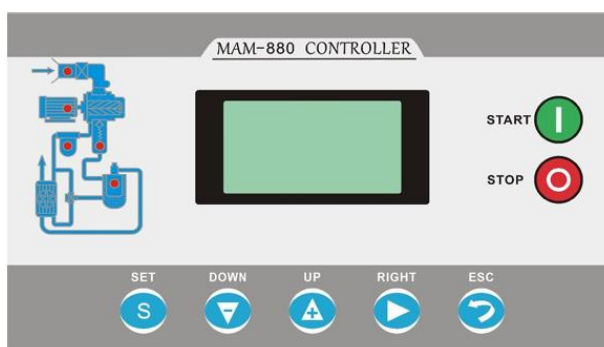 MAM-880 CONTROLLER
START
STOP
SET DOWN UP RIGHT ESC
S